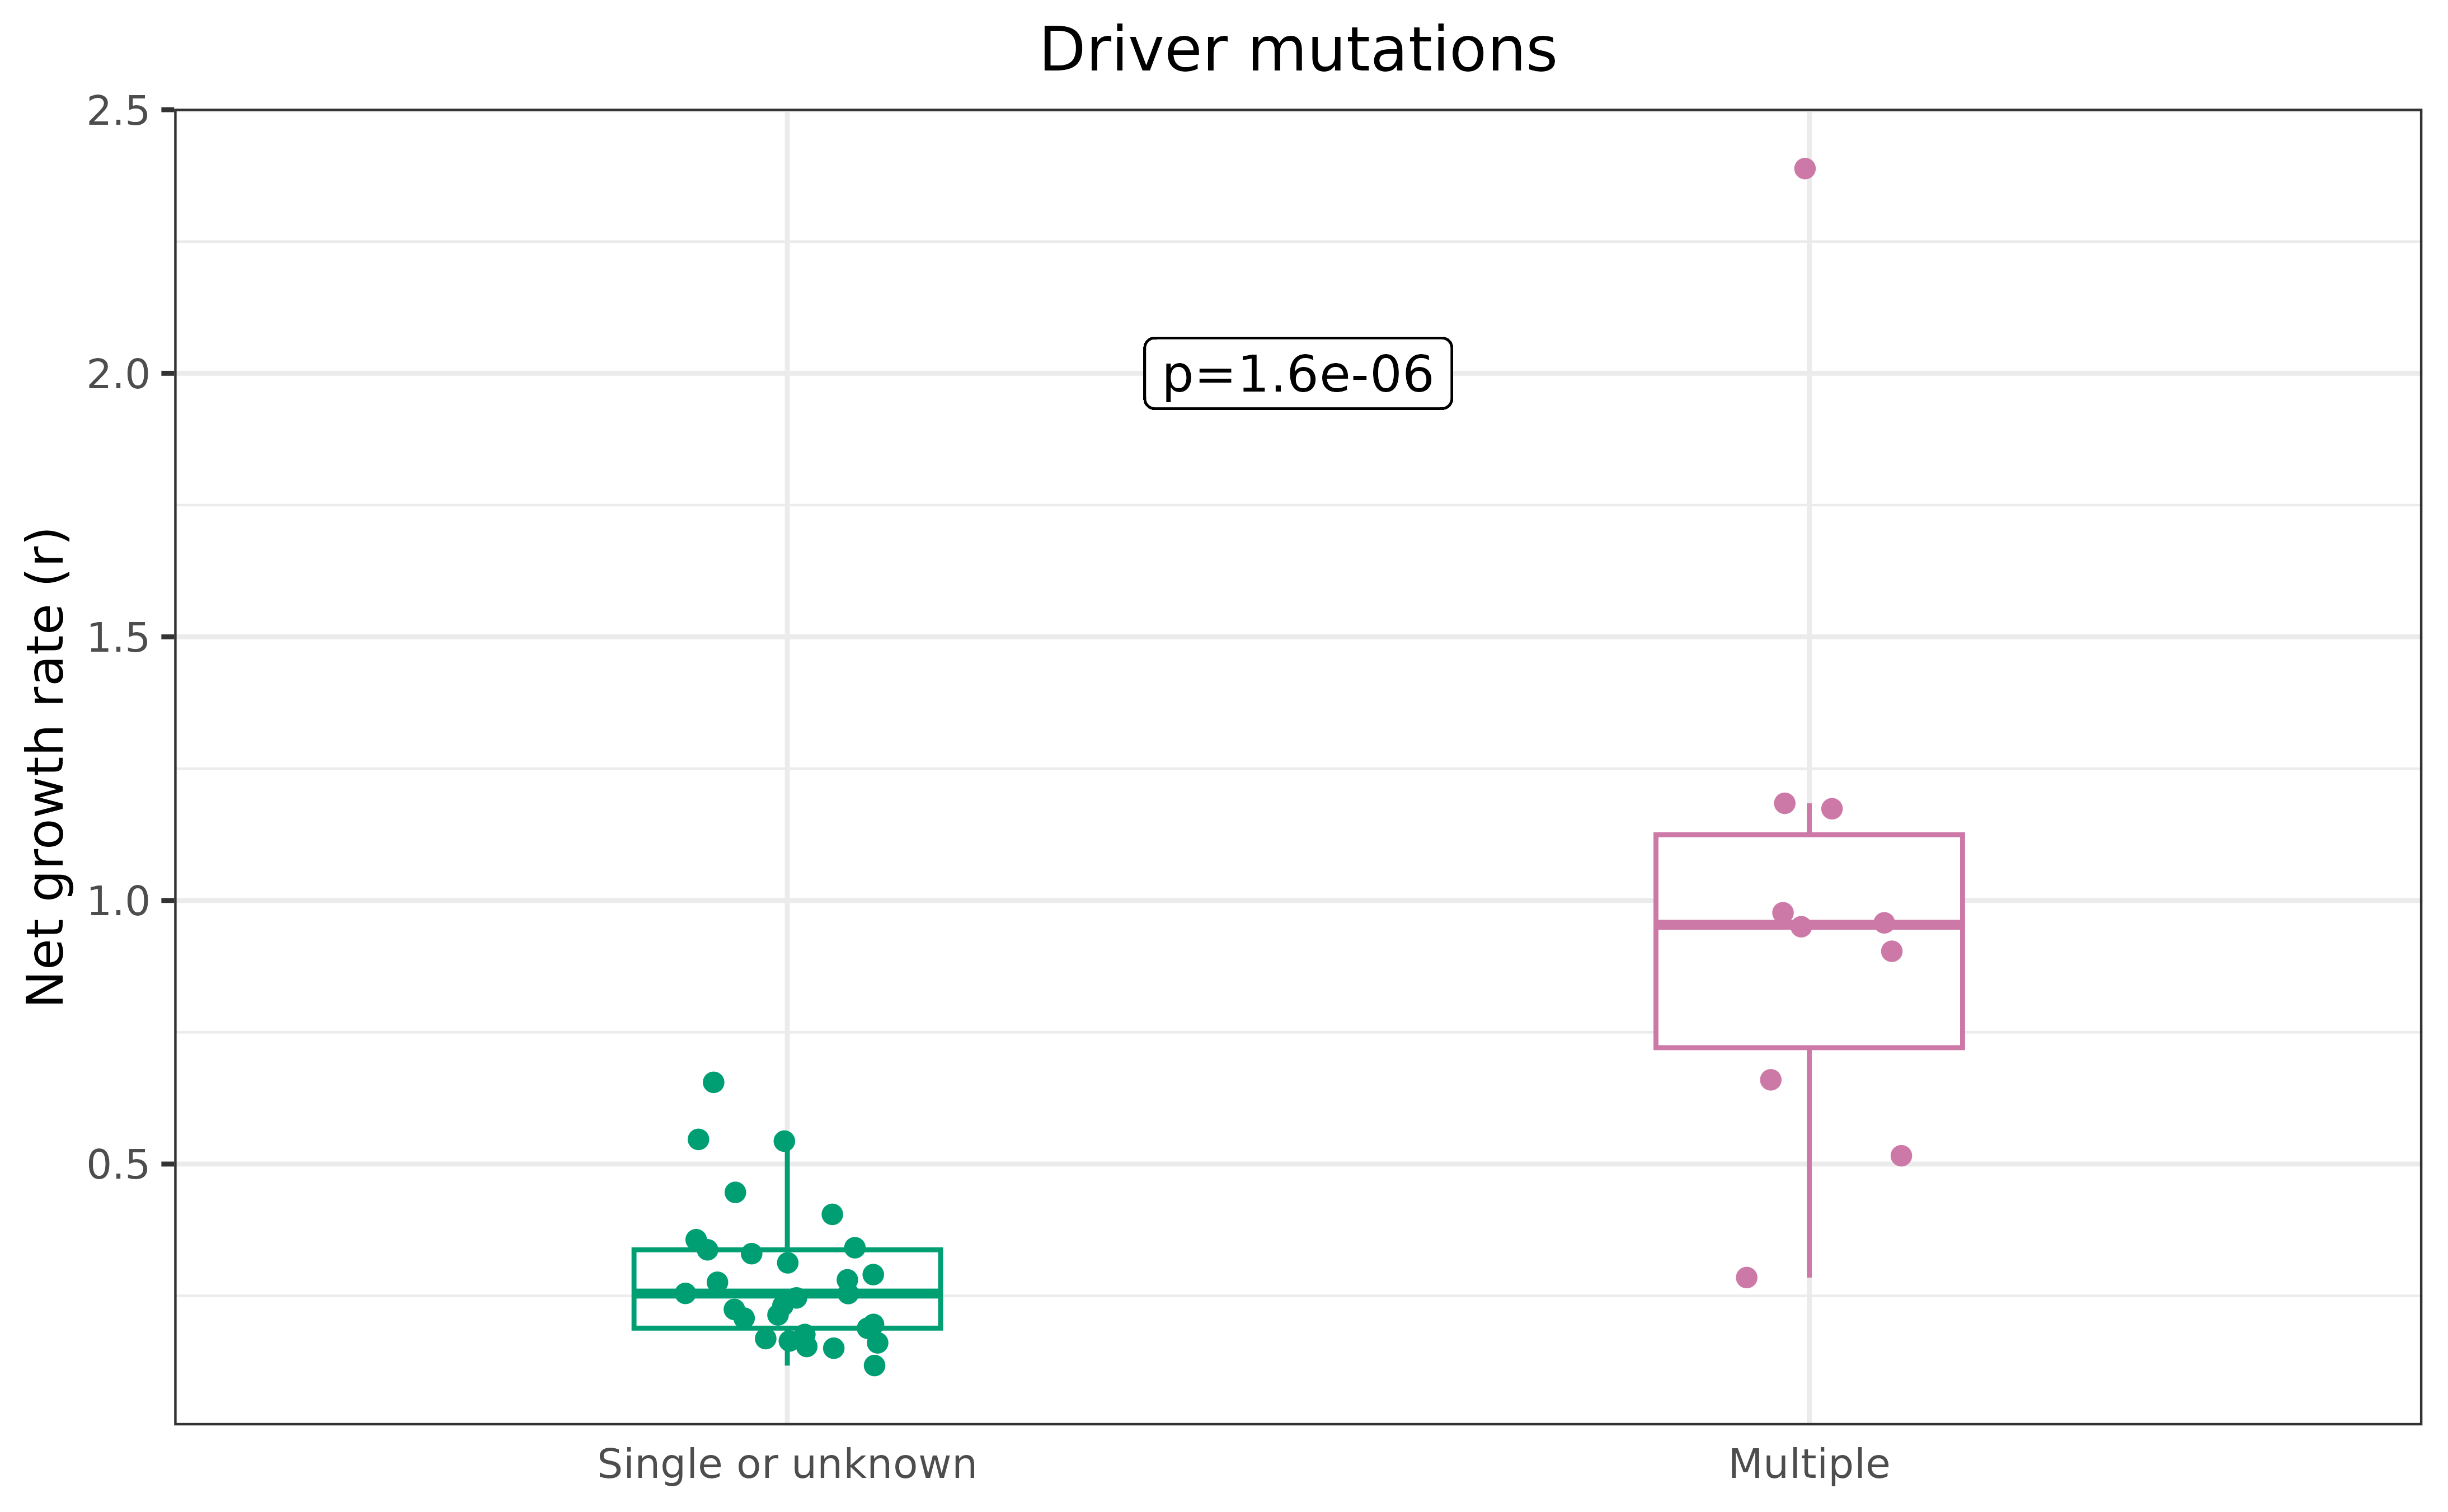 Driver mutations
2.5
2.0
1.5
1.0
0.5
Net growth rate (r)
p=1.6e-06
Single or unknown
Multiple